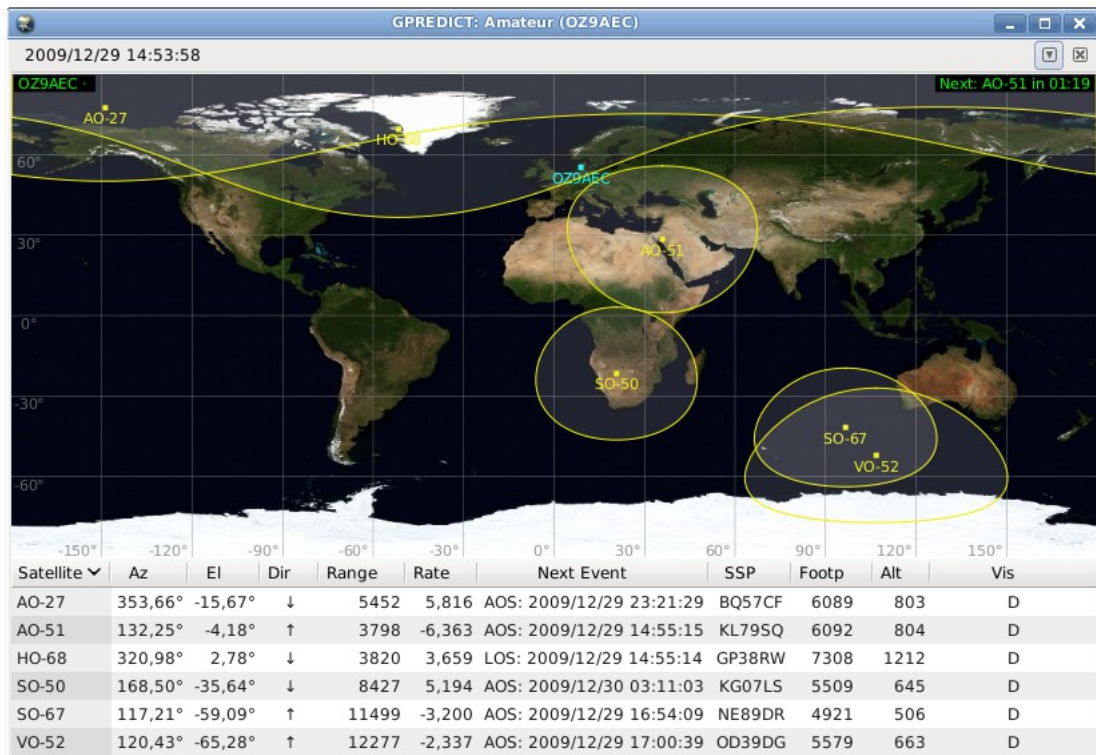 GPREDICT: Amateur (OZ9AEC)
2009/12/29 14:53:58
OZ9AEC ·
Next: AO-51 in 01:19
AO-27
HO-68
60°
OZ9AEC
30°
AO-51
0°
SO-50
-30°
SO-67
VO-52
-60°
-150° -120° -90° -60° -30° 0° 30° 60° 90° 120° 150°
Satellite Az El Dir Range Rate Next Event SSP Footp Alt Vis
AO-27 353,66° -15,67° ↓ 5452 5,816 AOS: 2009/12/29 23:21:29 BQ57CF 6089 803 D
AO-51 132,25° -4,18° ↑ 3798 -6,363 AOS: 2009/12/29 14:55:15 KL79SQ 6092 804 D
HO-68 320,98° 2,78° ↓ 3820 3,659 LOS: 2009/12/29 14:55:14 GP38RW 7308 1212 D
SO-50 168,50° -35,64° ↓ 8427 5,194 AOS: 2009/12/30 03:11:03 KG07LS 5509 645 D
SO-67 117,21° -59,09° ↑ 11499 -3,200 AOS: 2009/12/29 16:54:09 NE89DR 4921 506 D
VO-52 120,43° -65,28° ↑ 12277 -2,337 AOS: 2009/12/29 17:00:39 OD39DG 5579 663 D